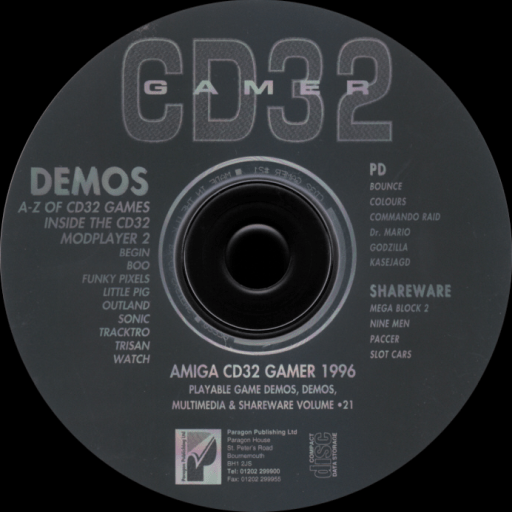 CD32
GAMER
DEMOS
A-Z OF CD32 GAMES
INSIDE THE CD32
MODPLAYER 2
BEGIN
BOO
FUNKY PIXELS
LITTLE PIG
OUTLAND
SONIC
TRACKTRO
TRISAN
WATCH
PD
BOUNCE
COLOURS
COMMANDO RAID
Dr. MARIO
GODZILLA
KASEJAGD
SHAREWARE
MEGA BLOCK 2
NINE MEN
PACCER
SLOT CARS
AMIGA CD32 GAMER 1996
PLAYABLE GAME DEMOS, DEMOS,
MULTIMEDIA & SHAREWARE VOLUME •21
Paragon Publishing Ltd
Paragon House
St. Peter's Road
Bournemouth
BH1 2JS
Tel: 01202 299900
Fax: 01202 299955
COMPACT
disc
DATA STORAGE